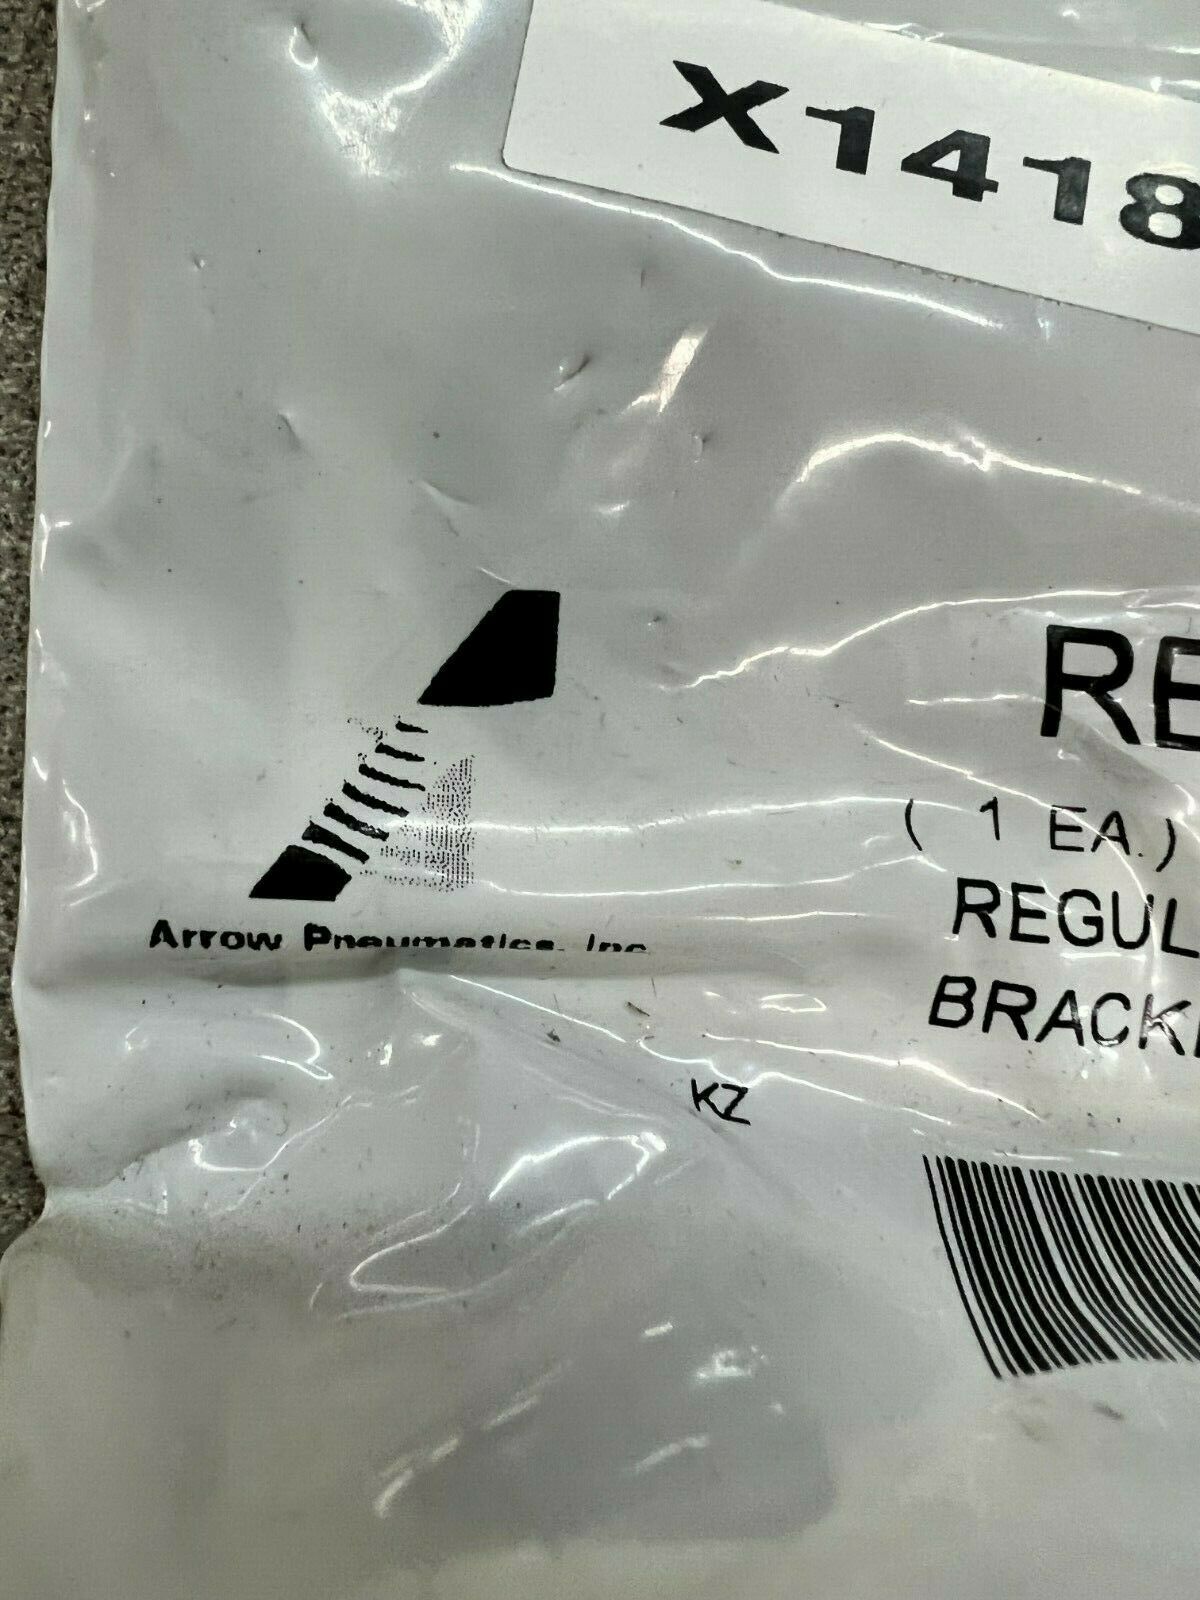 X1418
RE
( 1 EA.)
REGUL
BRACK
Arrow Pneumatics, Inc
KZ